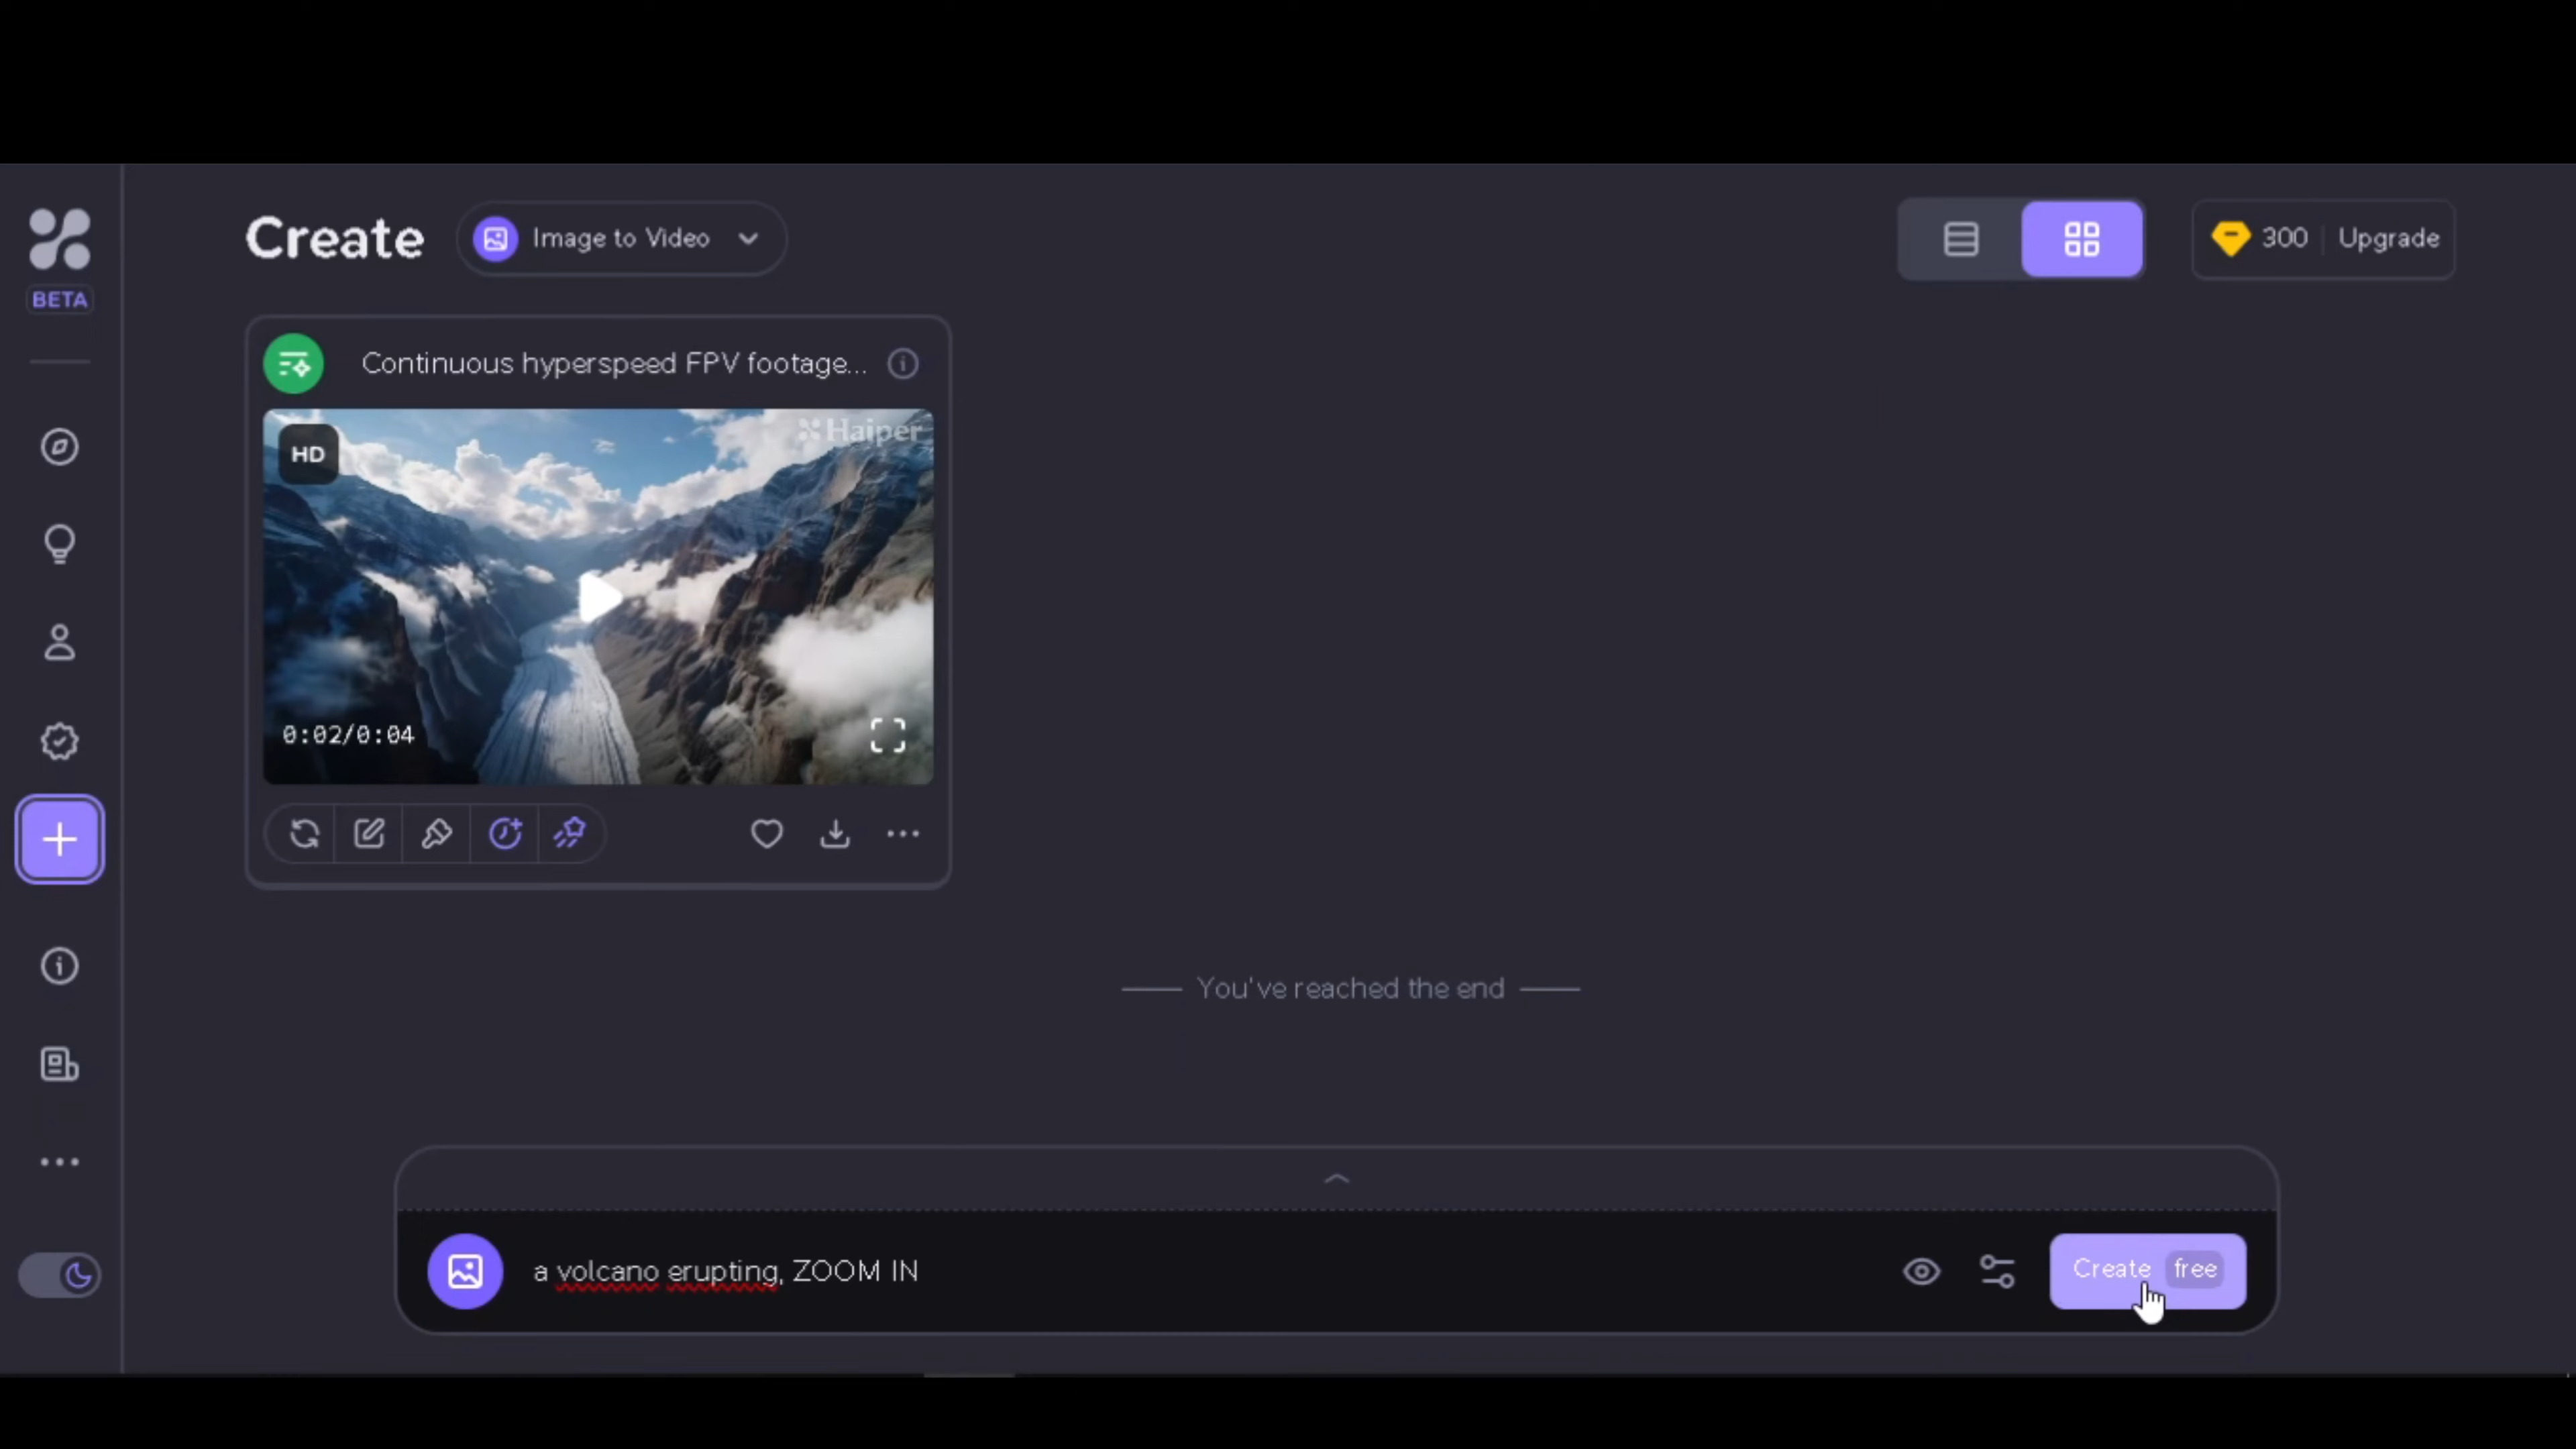 BETA
Create
Image to Video
300
Upgrade
Continuous hyperspeed FPV footage...
HD
Haiper
0:02/0:04
You've reached the end
a volcano erupting, ZOOM IN
Create free